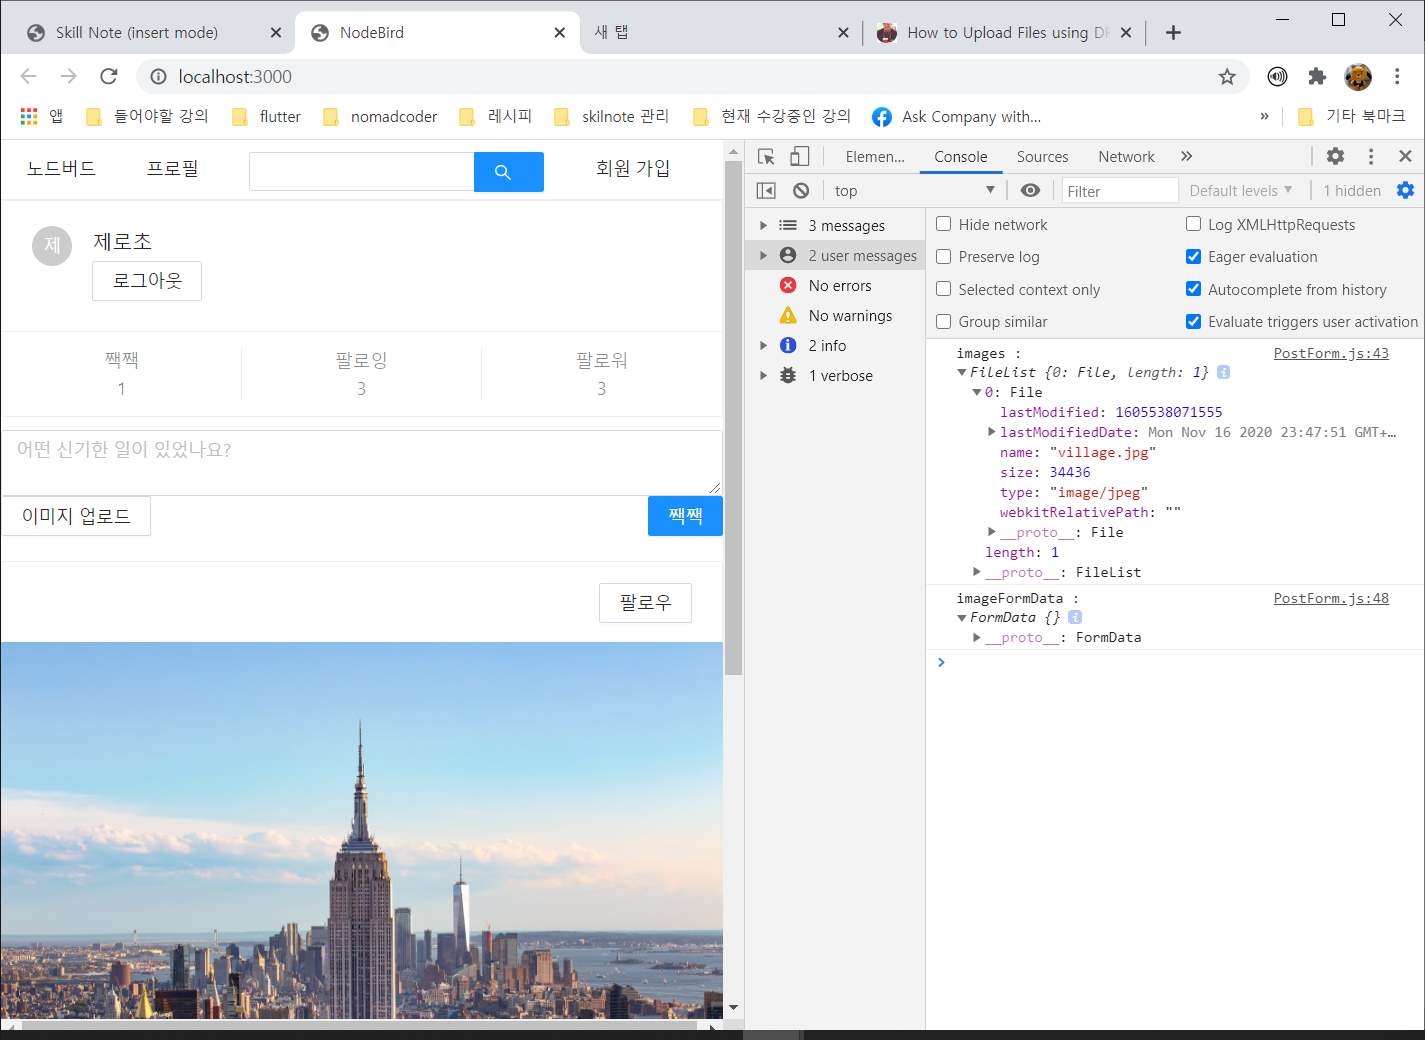 Skill Note (insert mode)
NodeBird
새 탭
How to Upload Files using
localhost:3000
앱
들어야할 강의
flutter
nomadcoder
레시피
skilnote 관리
현재 수강중인 강의
Ask Company with...
»
기타 북마크
노드버드
프로필
회원 가입
제
제로초
로그아웃
짹짹
팔로잉
팔로워
1
3
3
어떤 신기한 일이 있었나요?
이미지 업로드
짹짹
팔로우
Elemen...
Console
Sources
Network
»
top
Filter
Default levels
1 hidden
3 messages
2 user messages
No errors
No warnings
2 info
1 verbose
Hide network
Log XMLHttpRequests
Preserve log
Eager evaluation
Selected context only
Autocomplete from history
Group similar
Evaluate triggers user activation
images :
PostForm.js:43
FileList {0: File, length: 1}
0: File
lastModified: 1605538071555
lastModifiedDate: Mon Nov 16 2020 23:47:51 GMT+…
name: "village.jpg"
size: 34436
type: "image/jpeg"
webkitRelativePath: ""
__proto__: File
length: 1
__proto__: FileList
imageFormData :
PostForm.js:48
FormData {}
__proto__: FormData